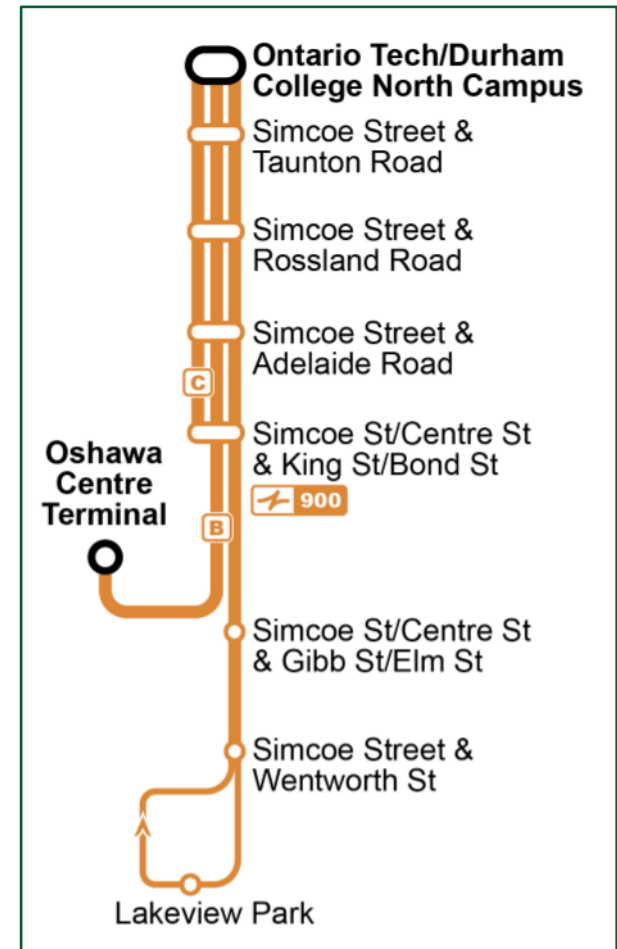 Ontario Tech/Durham
College North Campus
Simcoe Street &
Taunton Road
Simcoe Street &
Rossland Road
Simcoe Street &
Adelaide Road
C
Simcoe St/Centre St
& King St/Bond St
900
Oshawa
Centre
Terminal
B
Simcoe St/Centre St
& Gibb St/Elm St
Simcoe Street &
Wentworth St
Lakeview Park